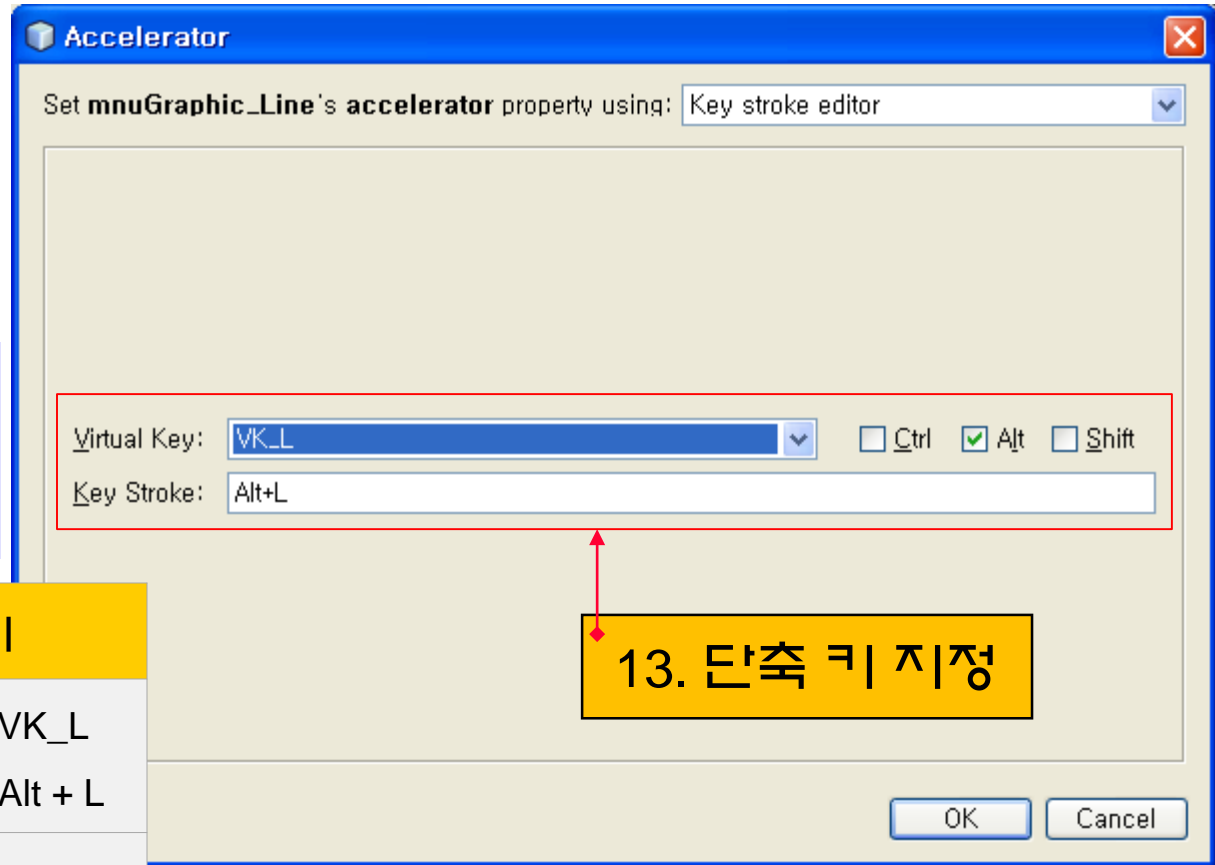 Accelerator
Set mnuGraphic_Line's accelerator property using: Key stroke editor
Virtual Key: VK_L Ctrl Alt Shift
Key Stroke: Alt+L
13. 단축 키 지정
VK_L
Alt + L
OK Cancel